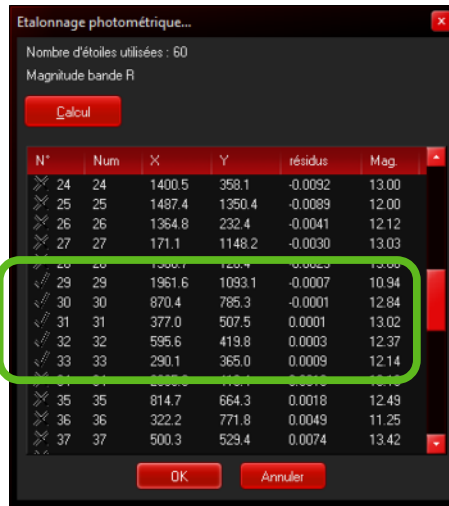 Etalonnage photométrique...
Nombre d'étoiles utilisées : 60
Magnitude bande R
Calcul
N° Num X Y résidus Mag.
24 24 1400.5 358.1 -0.0092 13.00
25 25 1487.4 1350.4 -0.0089 12.00
26 26 1364.8 232.4 -0.0041 12.12
27 27 171.1 1148.2 -0.0030 13.03
29 29 1961.6 1093.1 -0.0007 10.94
30 30 870.4 785.3 -0.0001 12.84
31 31 377.0 507.5 0.0001 13.02
32 32 595.6 419.8 0.0003 12.37
33 33 290.1 365.0 0.0009 12.14
35 35 814.7 664.3 0.0018 12.49
36 36 322.2 771.8 0.0049 11.25
37 37 500.3 529.4 0.0074 13.42
OK Annuler